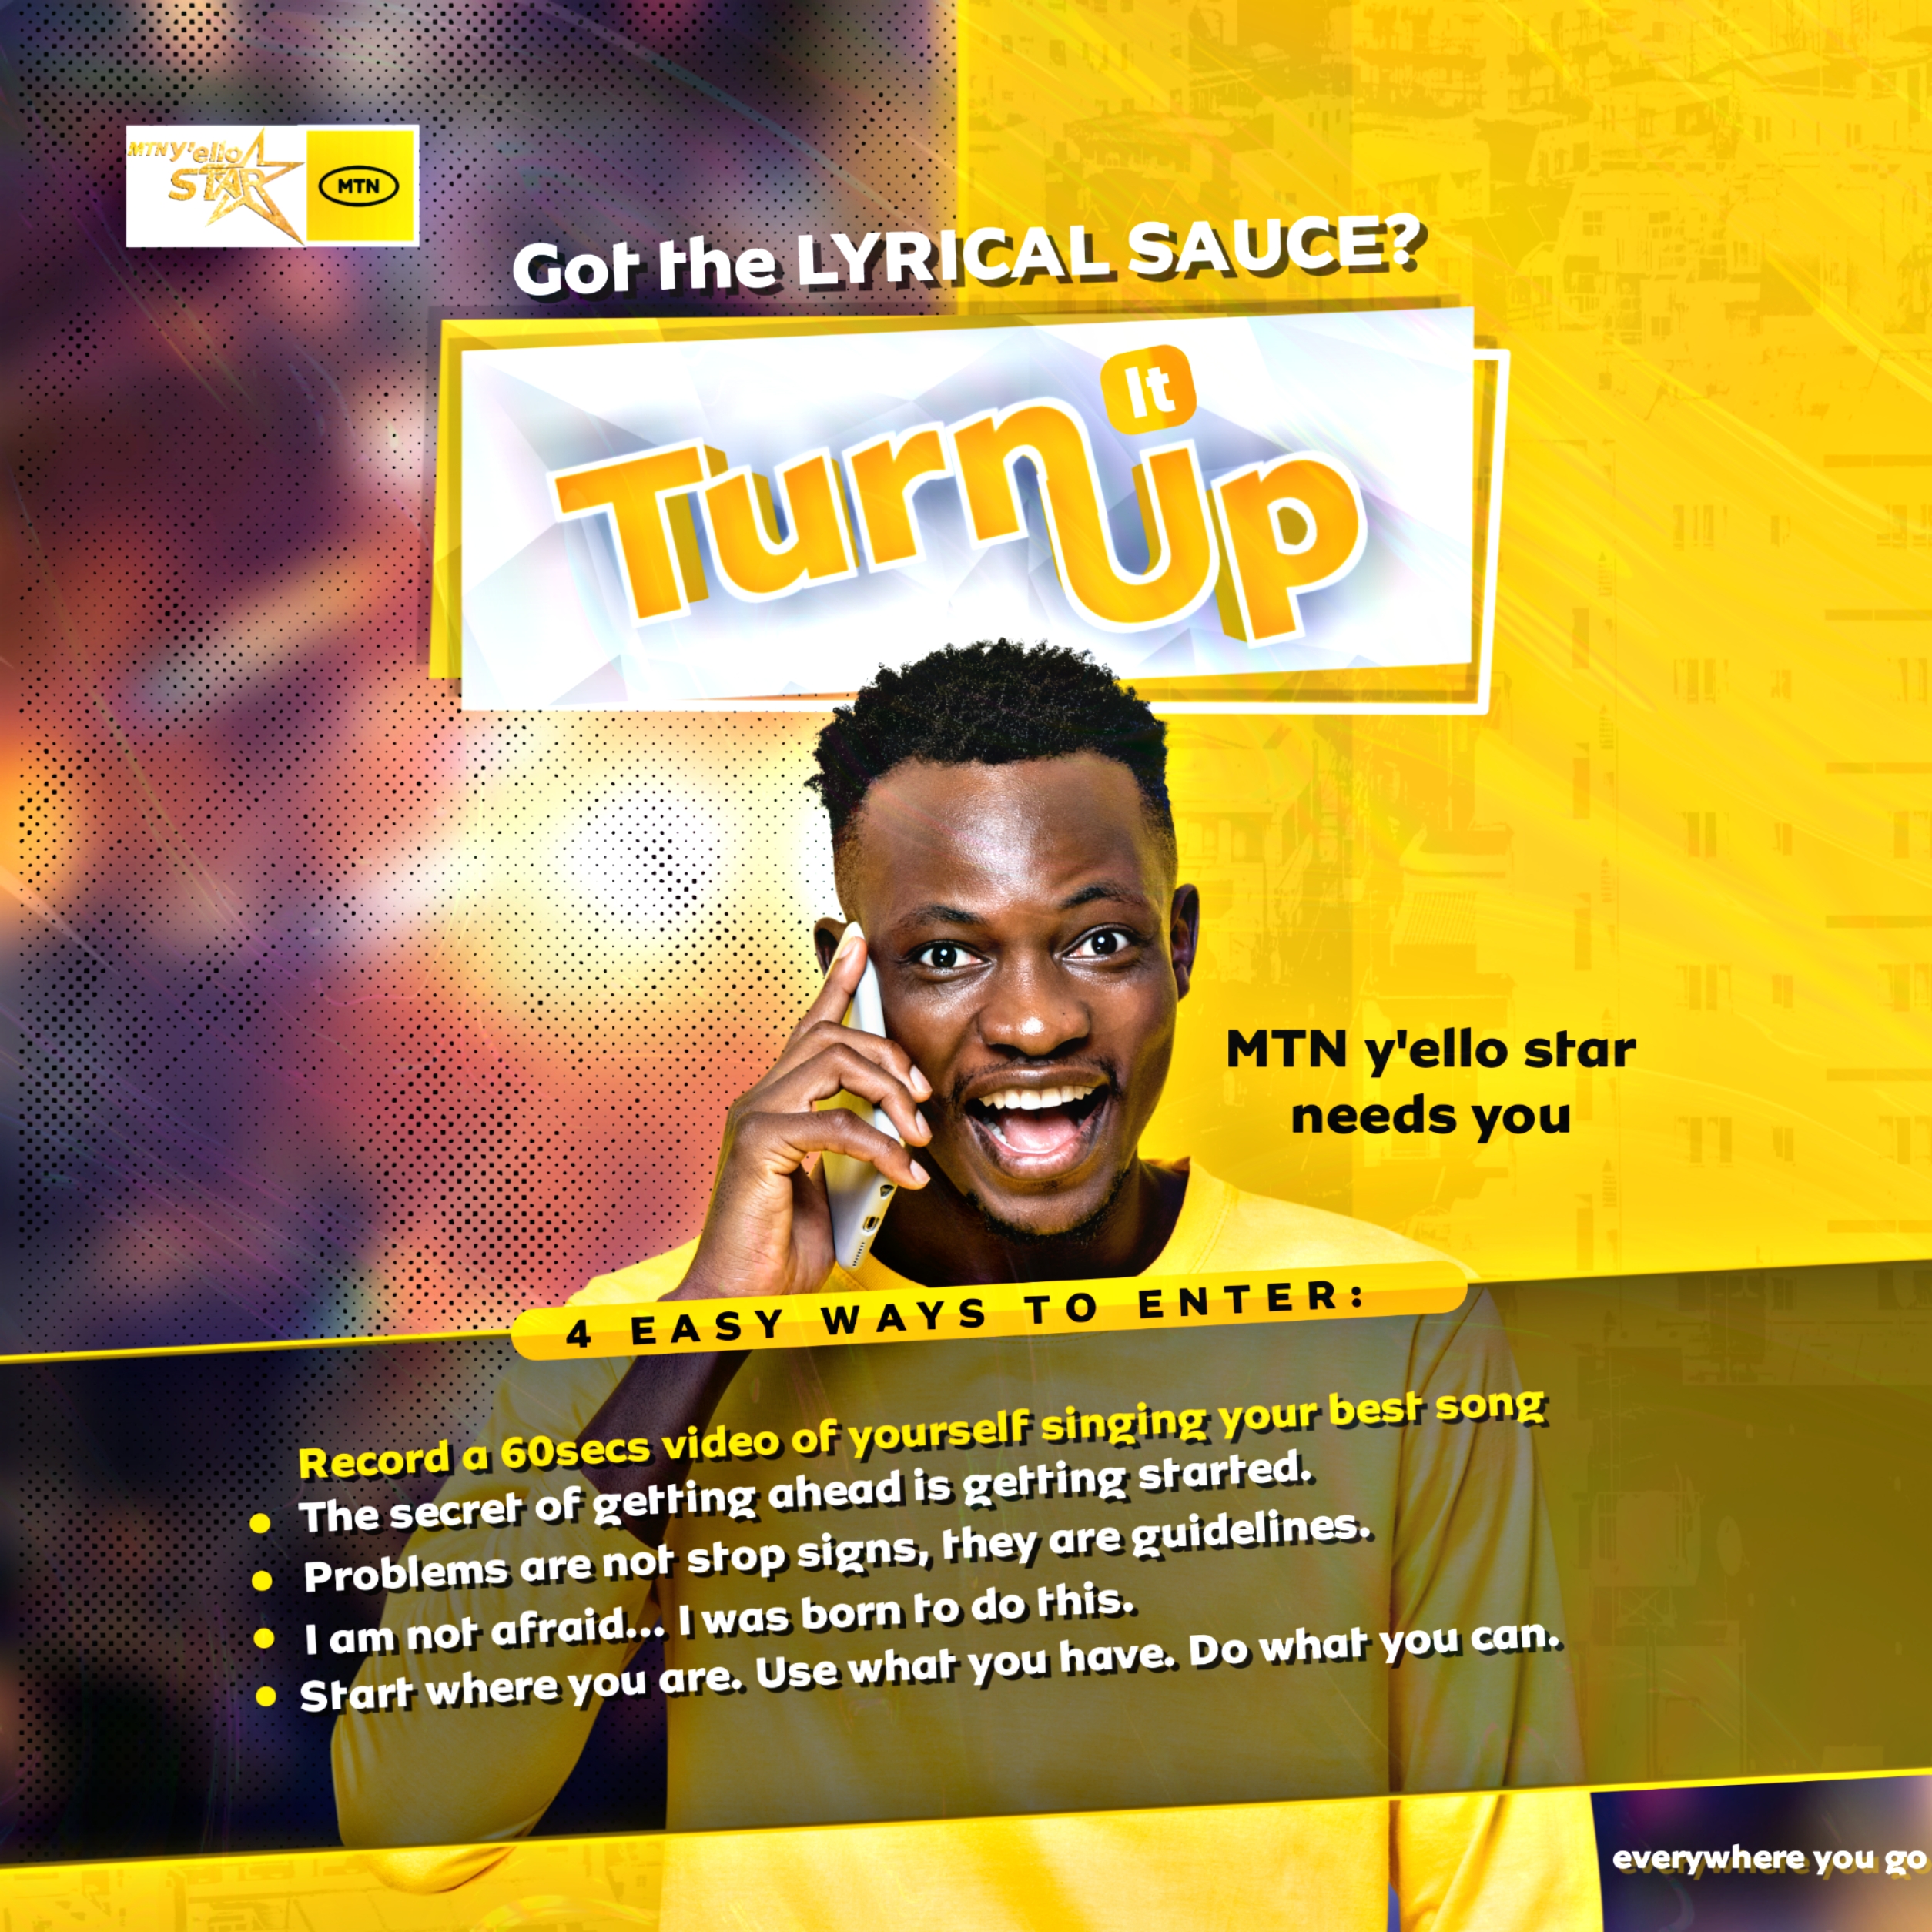 MTN y'ello
STAR
MTN
Got the LYRICAL SAUCE?
It
Turn Up
MTN y'ello star
needs you
4 EASY WAYS TO ENTER:
Record a 60secs video of yourself singing your best song
• The secret of getting ahead is getting started.
• Problems are not stop signs, they are guidelines.
• I am not afraid... I was born to do this.
• Start where you are. Use what you have. Do what you can.
everywhere you go